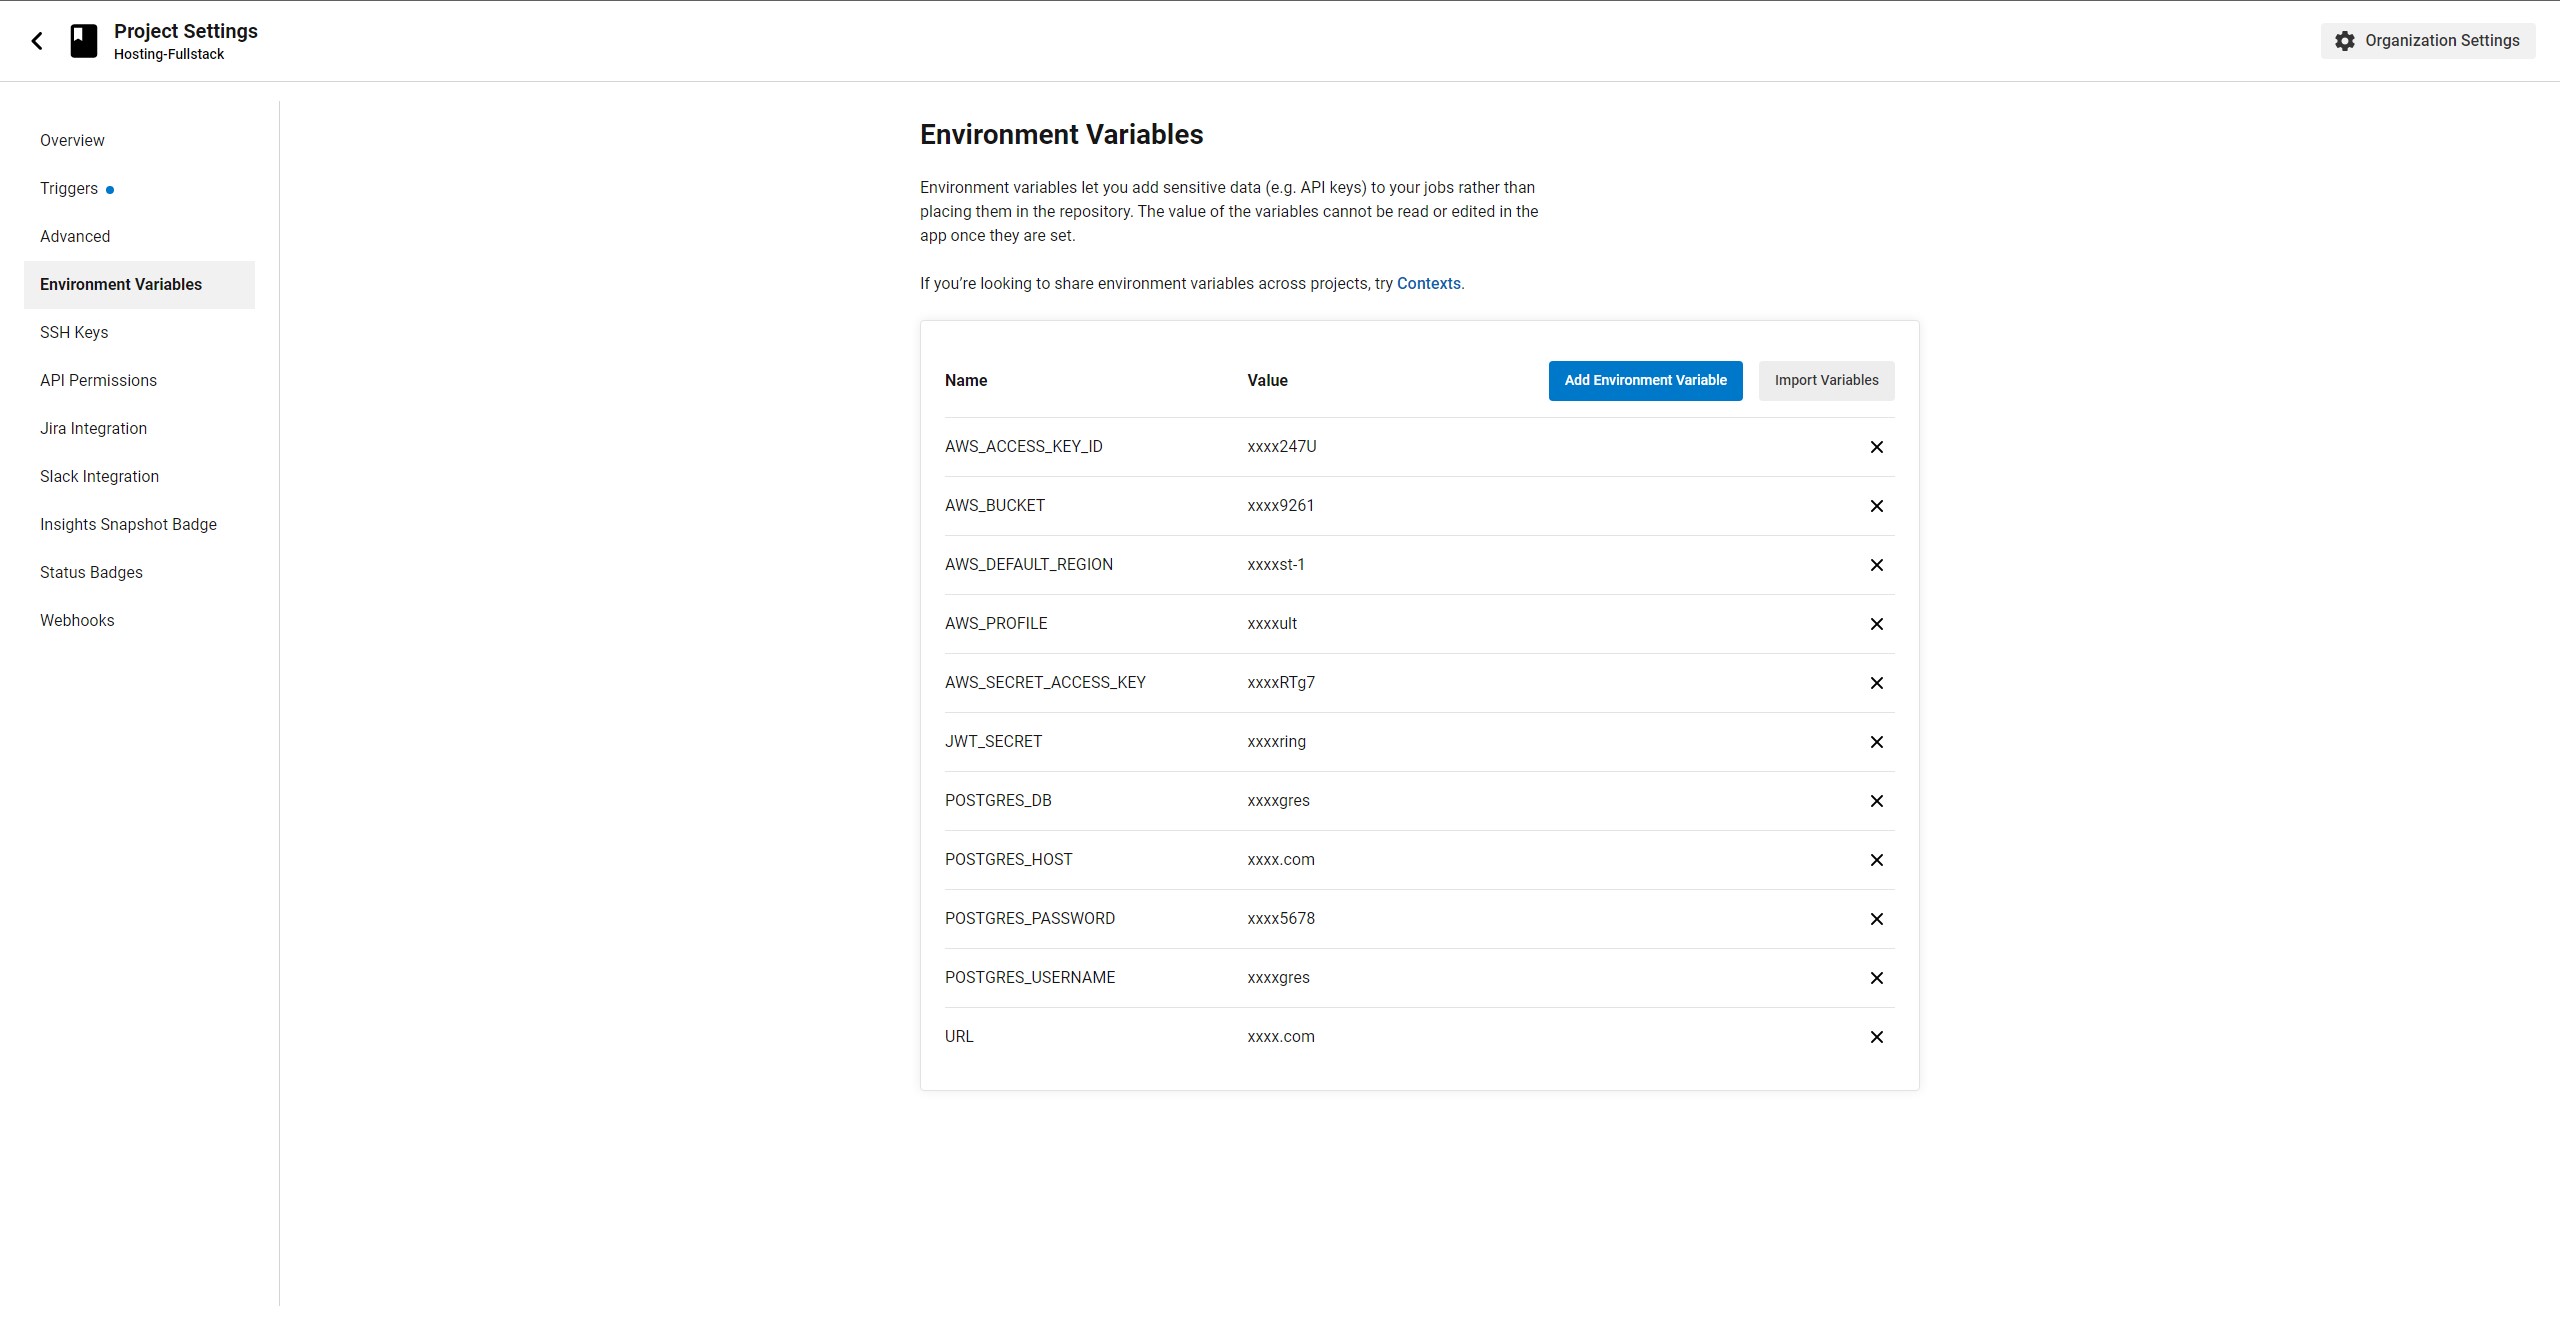 Project Settings
Hosting-Fullstack
Organization Settings
Overview
Triggers
Advanced
Environment Variables
SSH Keys
API Permissions
Jira Integration
Slack Integration
Insights Snapshot Badge
Status Badges
Webhooks
Environment Variables
Environment variables let you add sensitive data (e.g. API keys) to your jobs rather than
placing them in the repository. The value of the variables cannot be read or edited in the
app once they are set.
If you’re looking to share environment variables across projects, try Contexts.
Name Value Add Environment Variable Import Variables
AWS_ACCESS_KEY_ID xxxx247U
AWS_BUCKET xxxx9261
AWS_DEFAULT_REGION xxxxst-1
AWS_PROFILE xxxxult
AWS_SECRET_ACCESS_KEY xxxxRTg7
JWT_SECRET xxxxring
POSTGRES_DB xxxxgres
POSTGRES_HOST xxxx.com
POSTGRES_PASSWORD xxxx5678
POSTGRES_USERNAME xxxxgres
URL xxxx.com